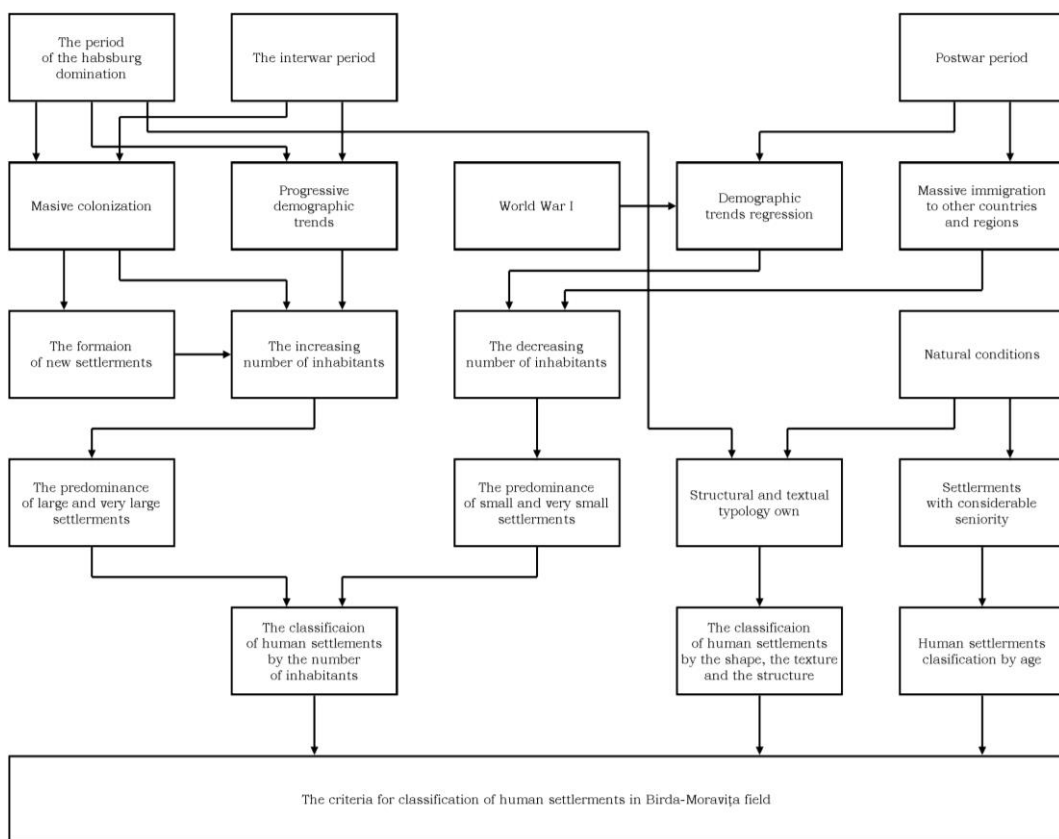 The period
of the habsburg
domination
The interwar period
Postwar period
Masive colonization
Progressive
demographic
trends
World War I
Demographic
trends regression
Massive immigration
to other countries
and regions
The formaion
of new settlerments
The increasing
number of inhabitants
The decreasing
number of inhabitants
Natural conditions
The predominance
of large and very large
settlerments
The predominance
of small and very small
settlerments
Structural and textual
typology own
Settlerments
with considerable
seniority
The classificaion
of human settlements
by the number
of inhabitants
The classificaion
of human settlements
by the shape, the texture
and the structure
Human settlerments
clasification by age
The criteria for classification of human settlerments in Birda-Moravița field